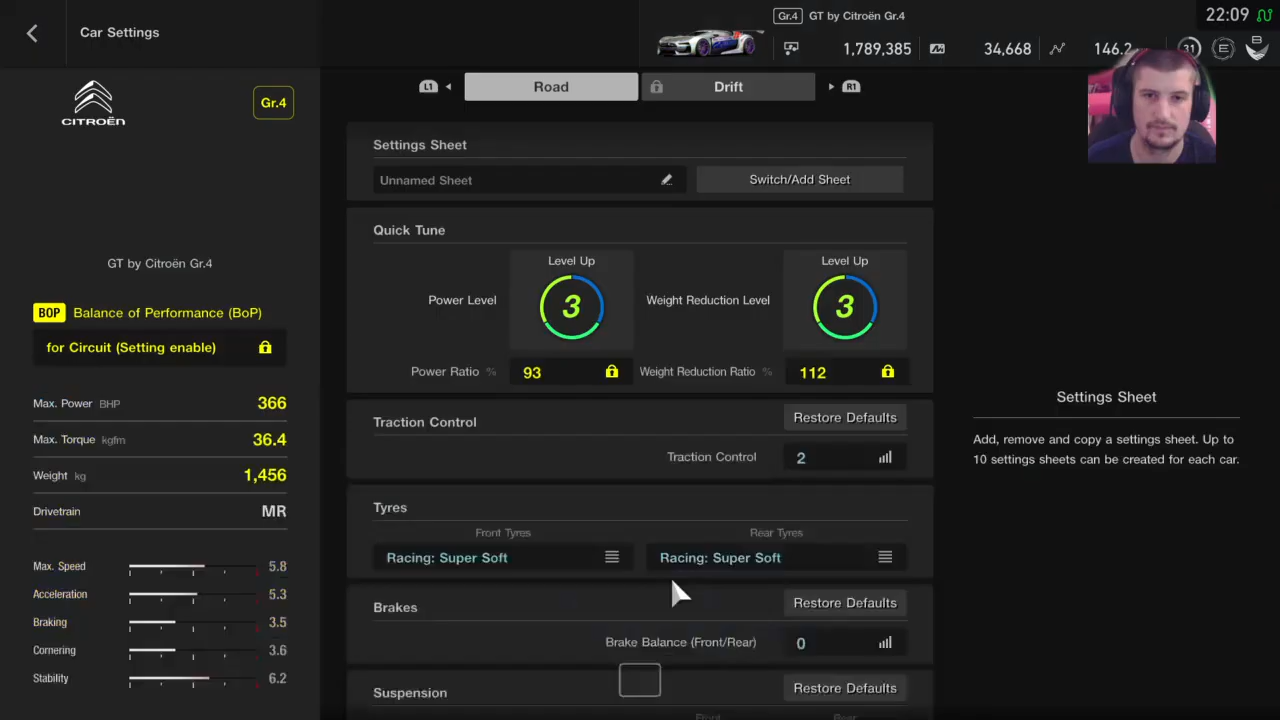 Car Settings
Gr.4 GT by Citroën Gr.4
1,789,385
34,668
146.2
22:09
31
E
B
CITROËN
Gr.4
GT by Citroën Gr.4
BOP Balance of Performance (BoP)
for Circuit (Setting enable)
Max. Power BHP 366
Max. Torque kgfm 36.4
Weight kg 1,456
Drivetrain MR
Max. Speed 5.8
Acceleration 5.3
Braking 3.5
Cornering 3.6
Stability 6.2
L1 Road Drift R1
Settings Sheet
Unnamed Sheet Switch/Add Sheet
Quick Tune
Level Up Level Up
Power Level 3 Weight Reduction Level 3
Power Ratio % 93 Weight Reduction Ratio % 112
Traction Control Restore Defaults
Traction Control 2
Tyres
Front Tyres Rear Tyres
Racing: Super Soft Racing: Super Soft
Brakes Restore Defaults
Brake Balance (Front/Rear) 0
Suspension Restore Defaults
Front Rear
Settings Sheet
Add, remove and copy a settings sheet. Up to
10 settings sheets can be created for each car.